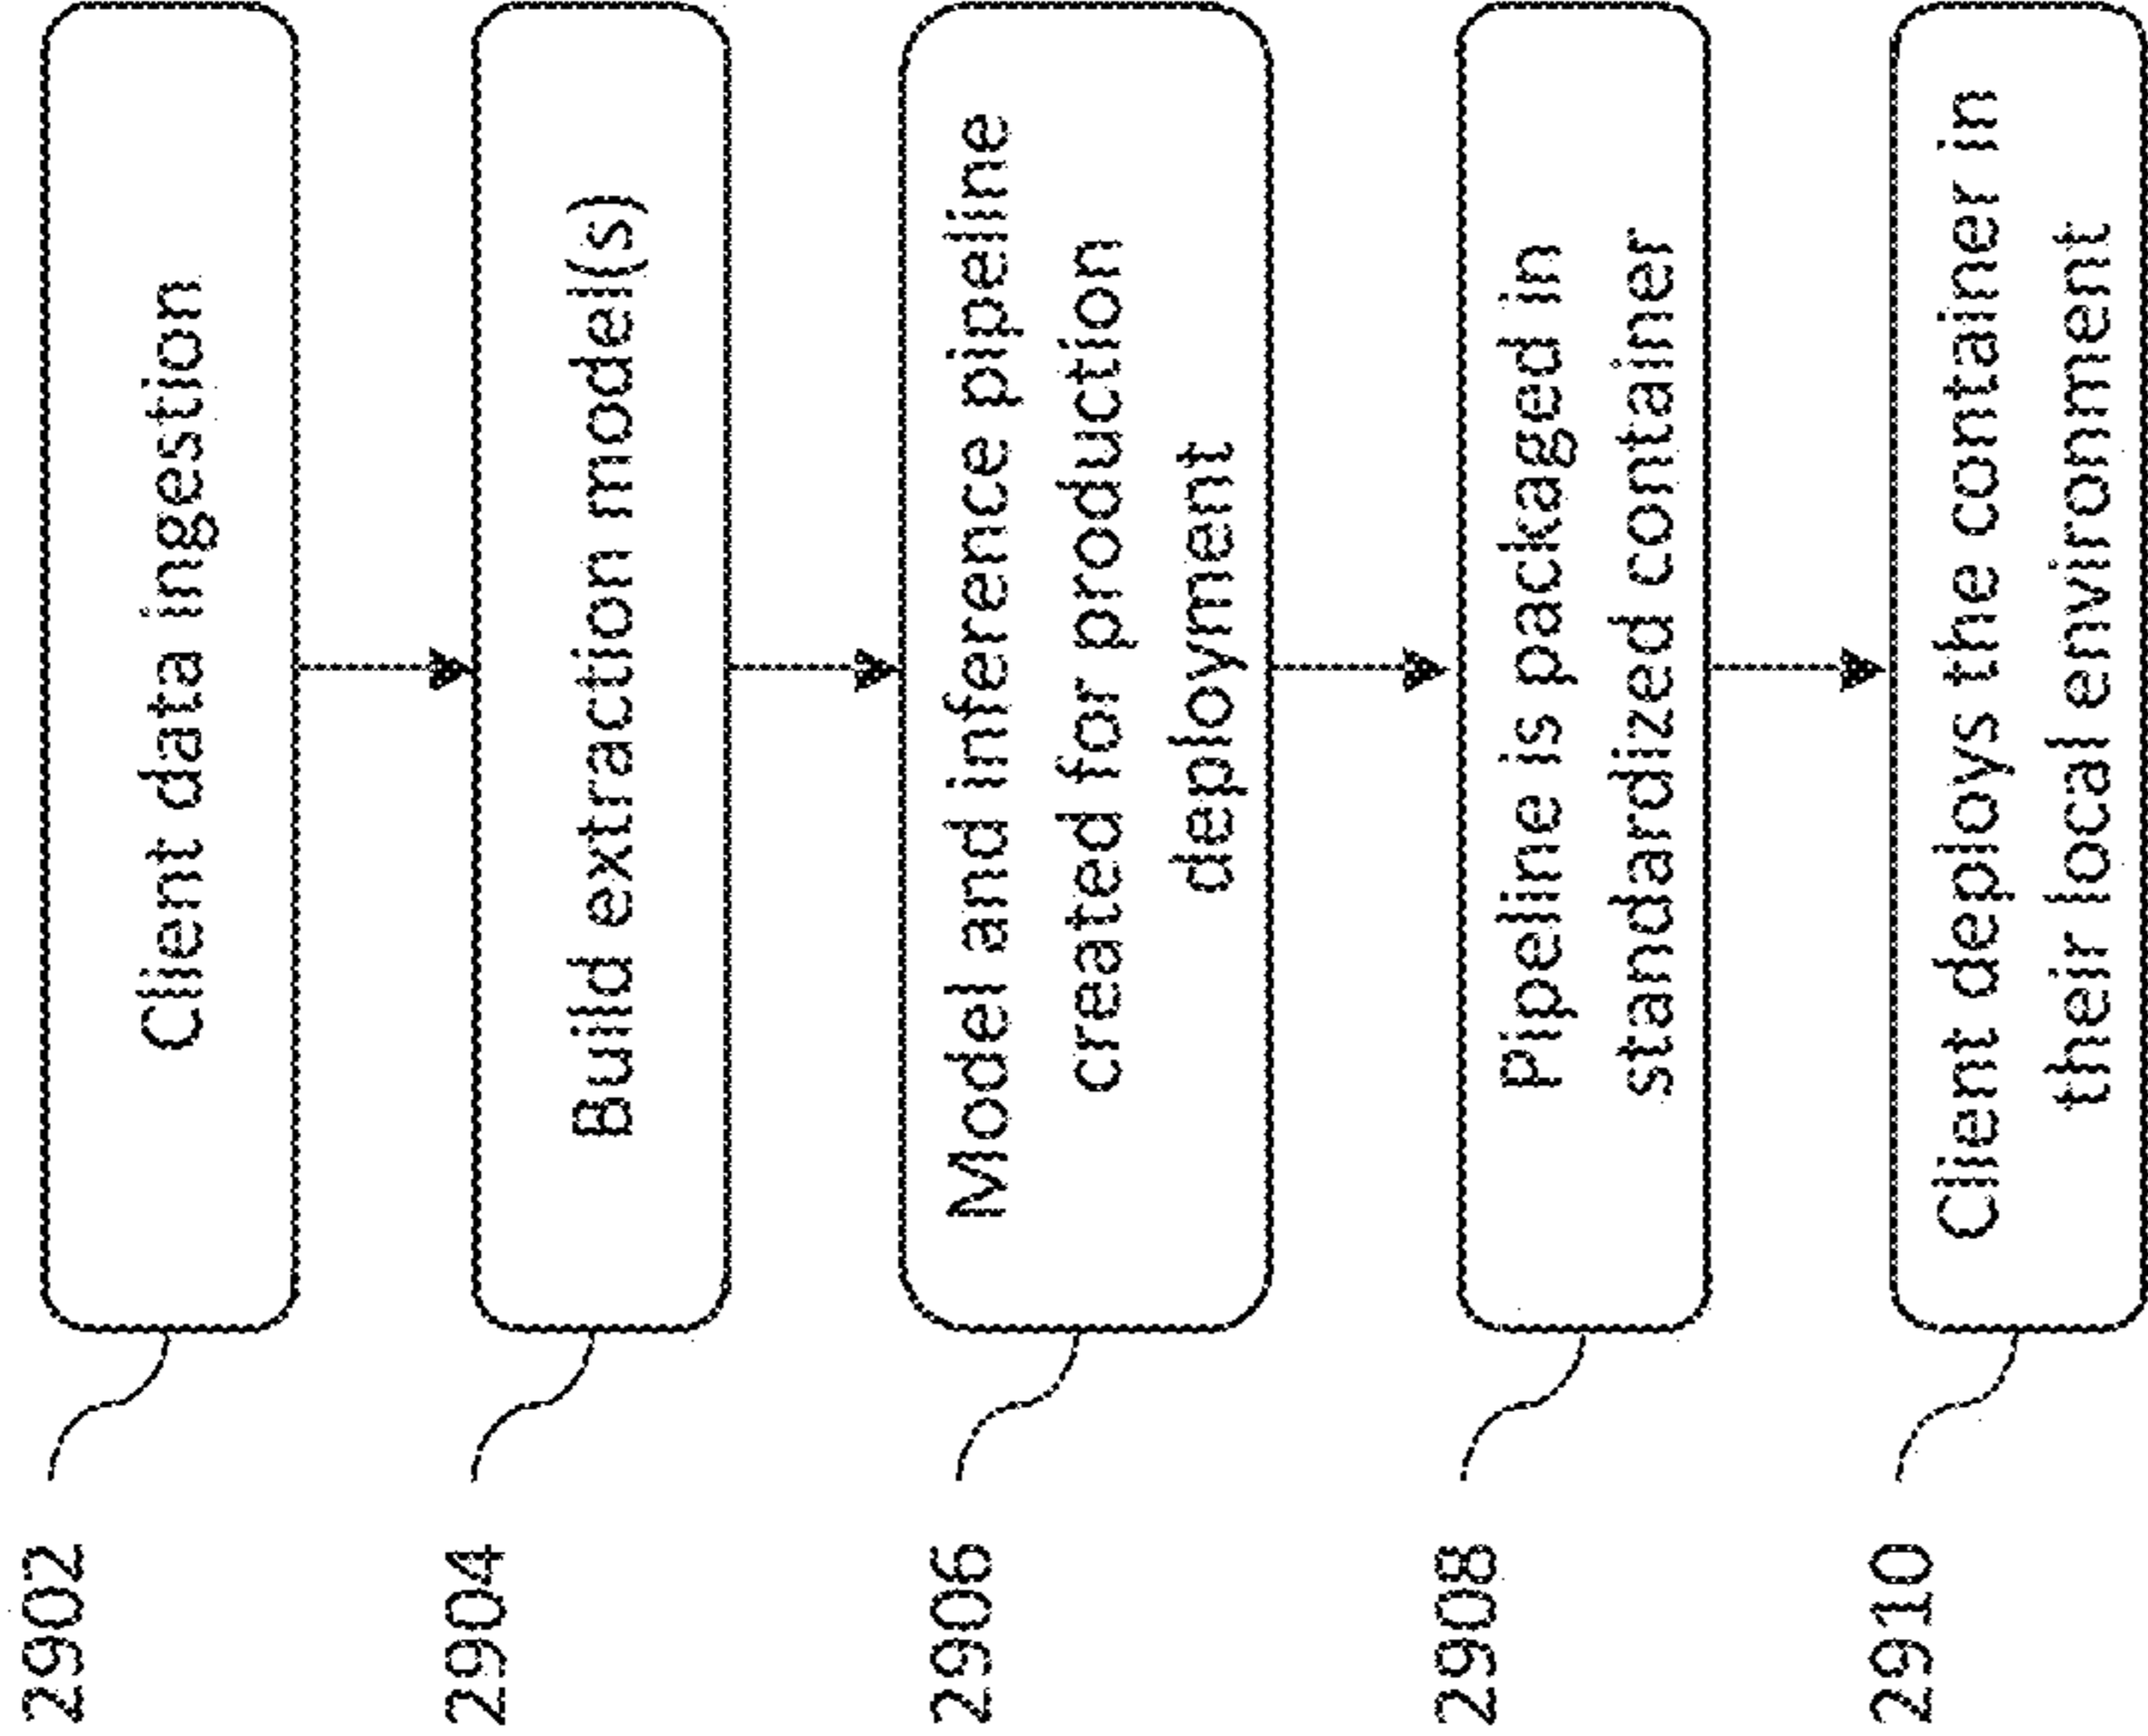 2902
Client data ingestion
2904
Build extraction model(s)
2906
Model and inference pipeline
created for production
deployment
2908
Pipeline is packaged in
standardized container
2910
Client deploys the container in
their local environment